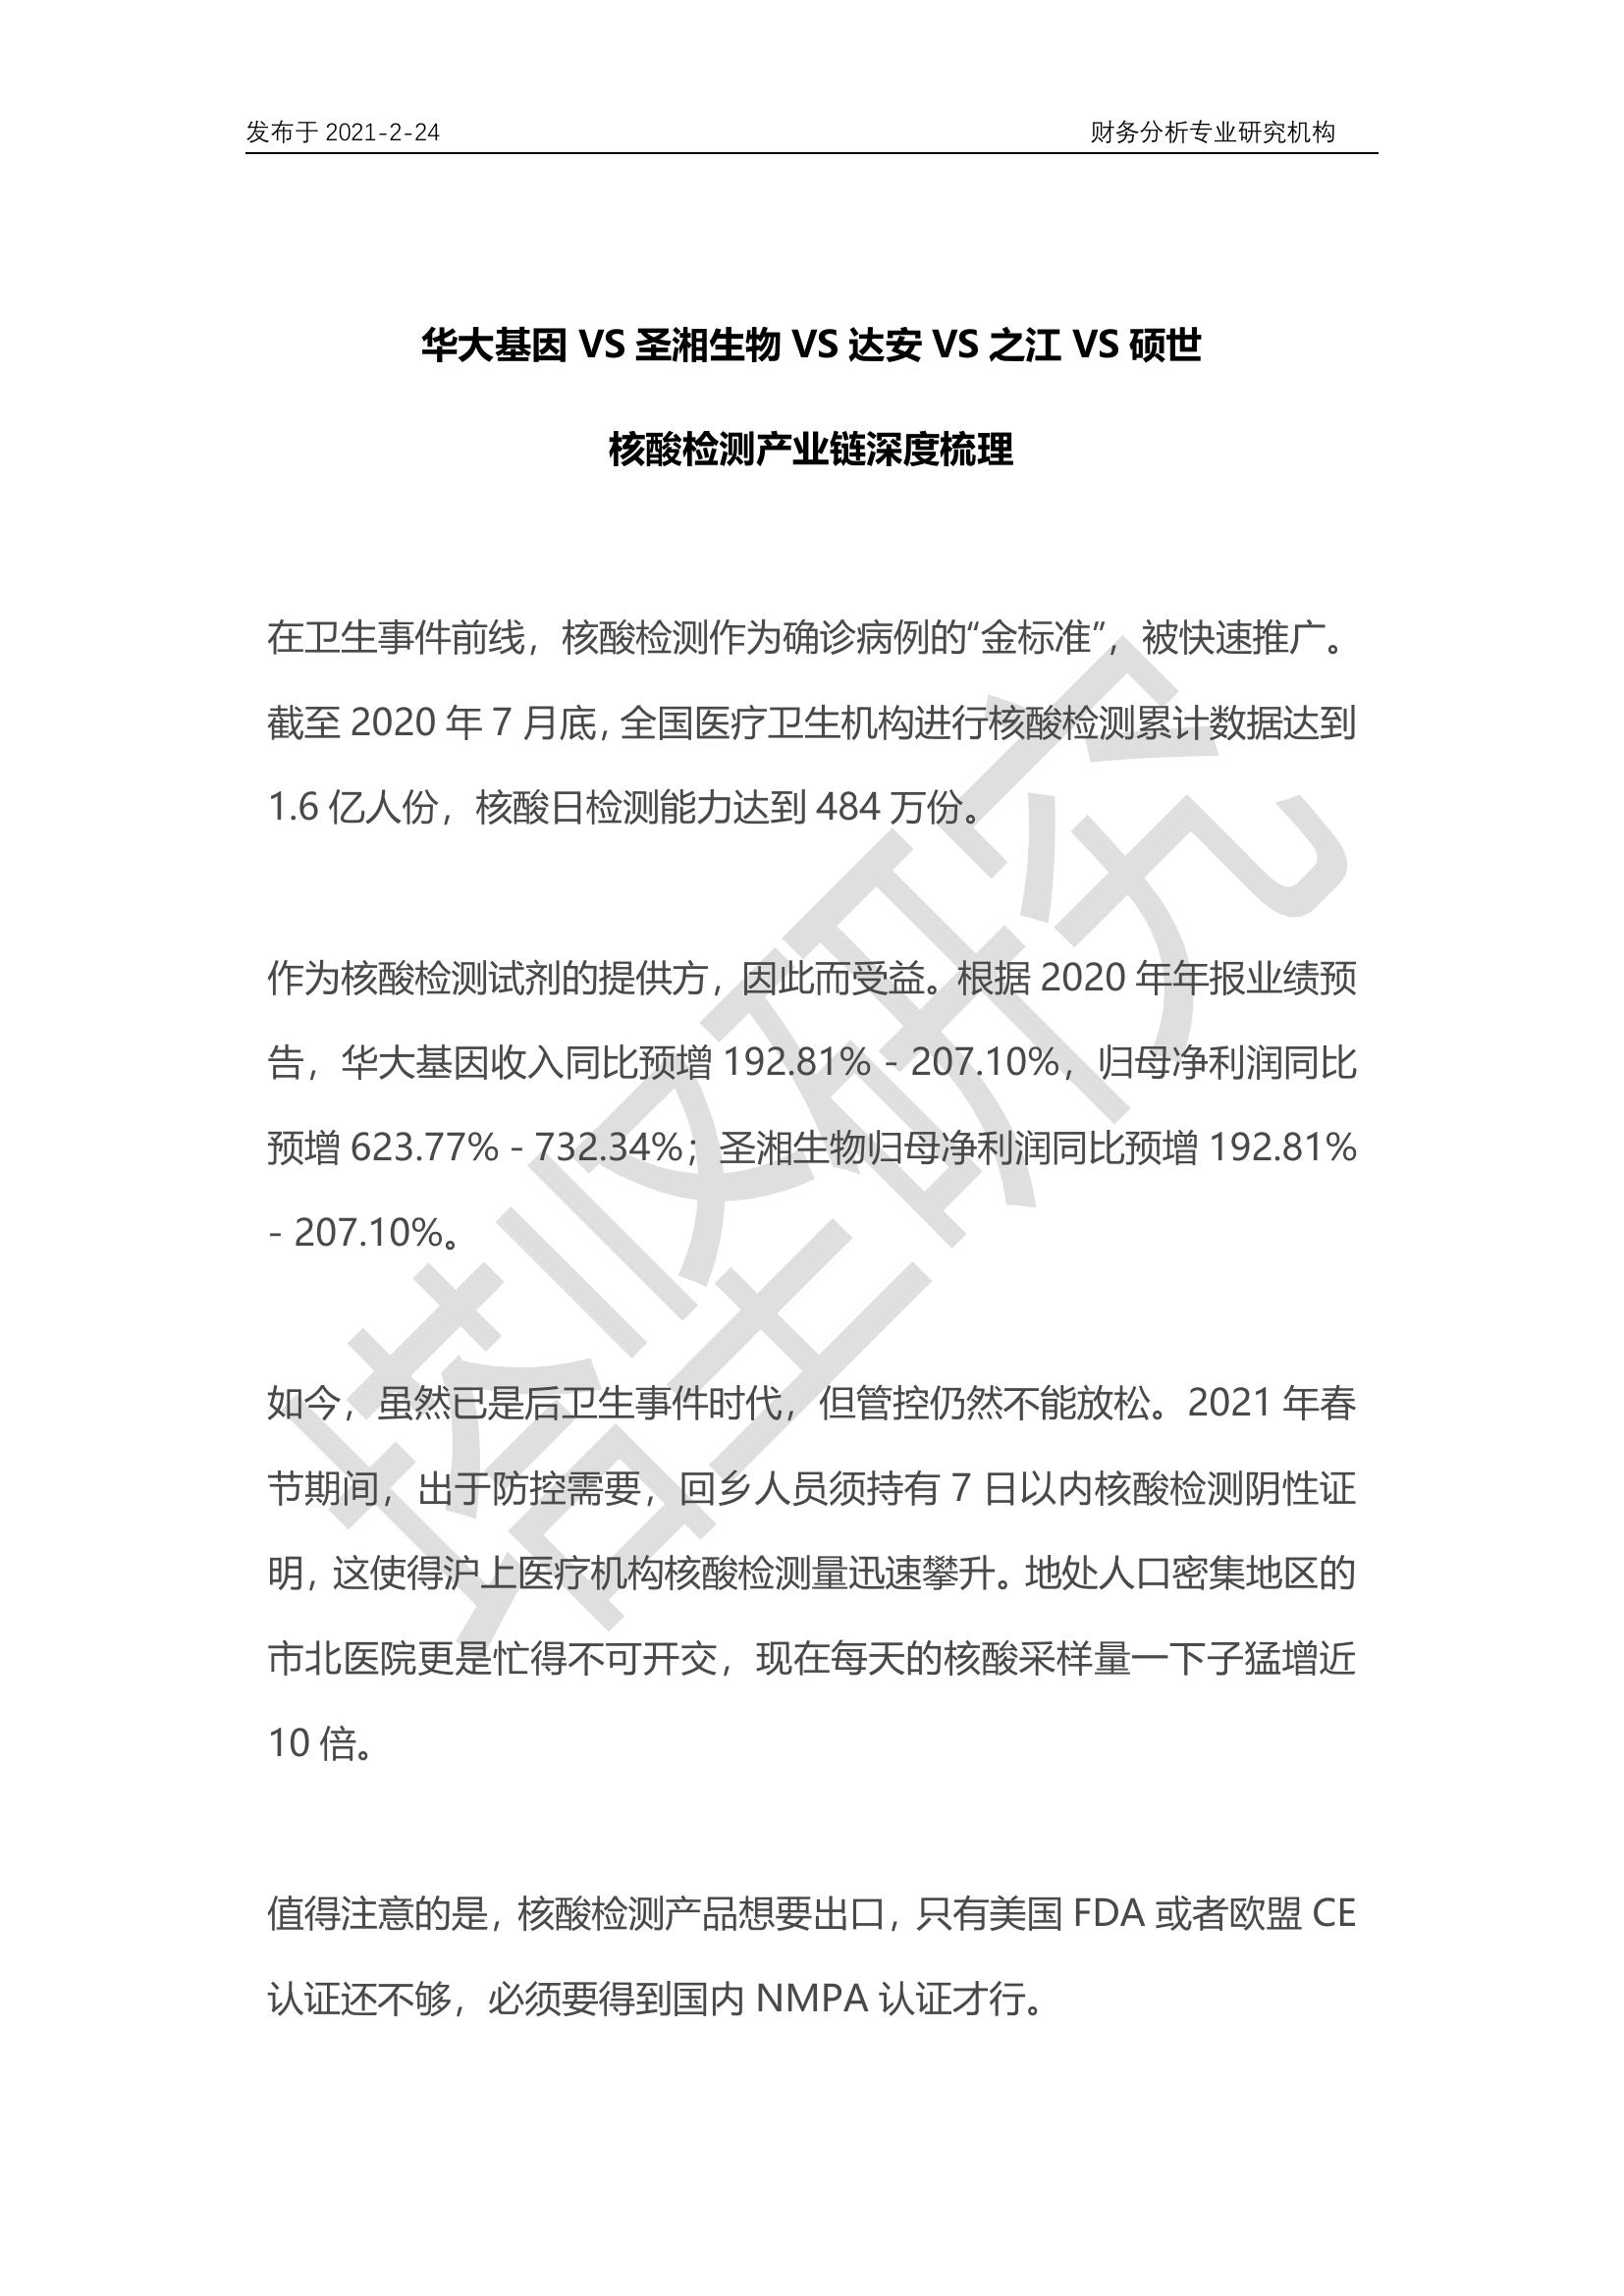 发布于 2021-2-24 财务分析专业研究机构
华大基因 VS 圣湘生物 VS 达安 VS 之江 VS 硕世
核酸检测产业链深度梳理
在卫生事件前线，核酸检测作为确诊病例的“金标准”，被快速推广。
截至 2020 年 7 月底，全国医疗卫生机构进行核酸检测累计数据达到
1.6 亿人份，核酸日检测能力达到 484 万份。
作为核酸检测试剂的提供方，因此而受益。根据 2020 年年报业绩预
告，华大基因收入同比预增 192.81% - 207.10%，归母净利润同比
预增 623.77% - 732.34%；圣湘生物归母净利润同比预增 192.81%
- 207.10%。
如今，虽然已是后卫生事件时代，但管控仍然不能放松。2021 年春
节期间，出于防控需要，回乡人员须持有 7 日以内核酸检测阴性证
明，这使得沪上医疗机构核酸检测量迅速攀升。地处人口密集地区的
市北医院更是忙得不可开交，现在每天的核酸采样量一下子猛增近
10 倍。
值得注意的是，核酸检测产品想要出口，只有美国 FDA 或者欧盟 CE
认证还不够，必须要得到国内 NMPA 认证才行。
塔坚研究